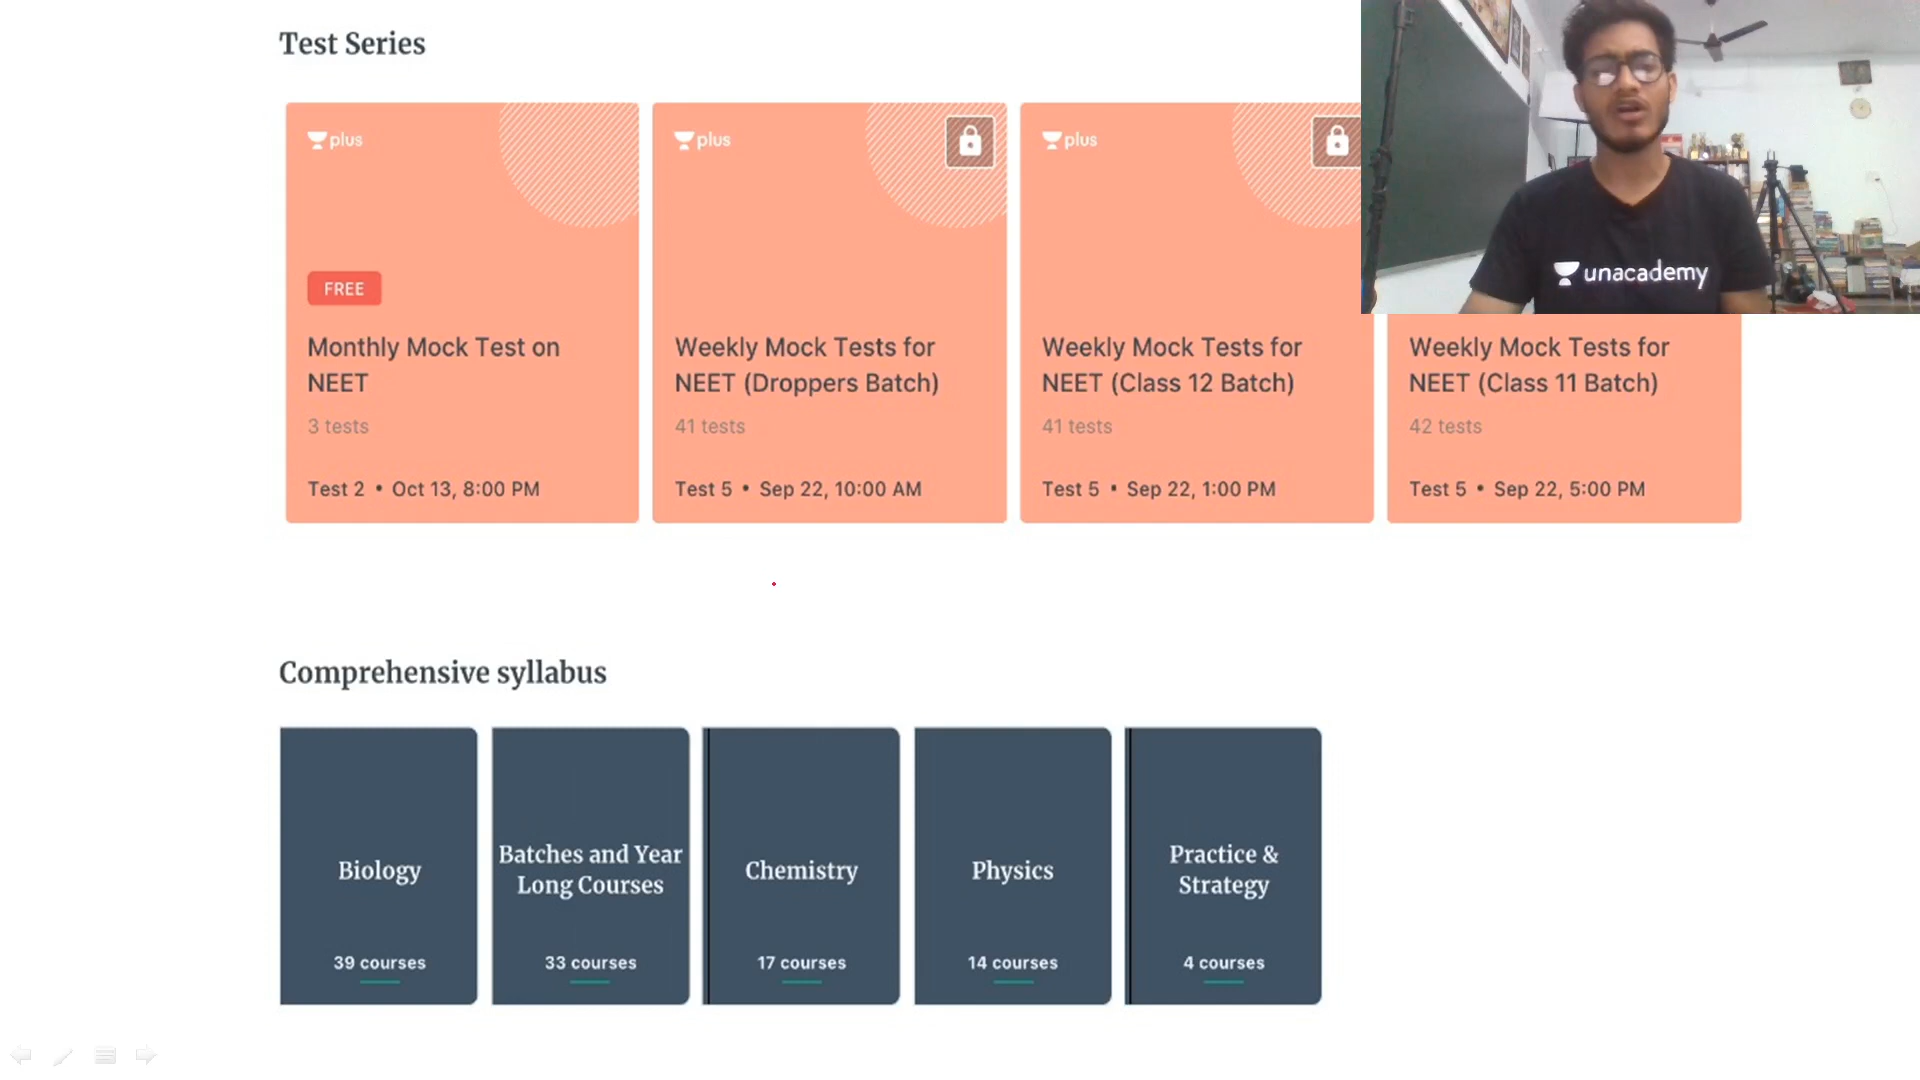 Test Series
plus
FREE
Monthly Mock Test on
NEET
3 tests
Test 2 • Oct 13, 8:00 PM
plus
Weekly Mock Tests for
NEET (Droppers Batch)
41 tests
Test 5 • Sep 22, 10:00 AM
plus
Weekly Mock Tests for
NEET (Class 12 Batch)
41 tests
Test 5 • Sep 22, 1:00 PM
Weekly Mock Tests for
NEET (Class 11 Batch)
42 tests
Test 5 • Sep 22, 5:00 PM
unacademy
Comprehensive syllabus
Biology
39 courses
Batches and Year
Long Courses
33 courses
Chemistry
17 courses
Physics
14 courses
Practice &
Strategy
4 courses